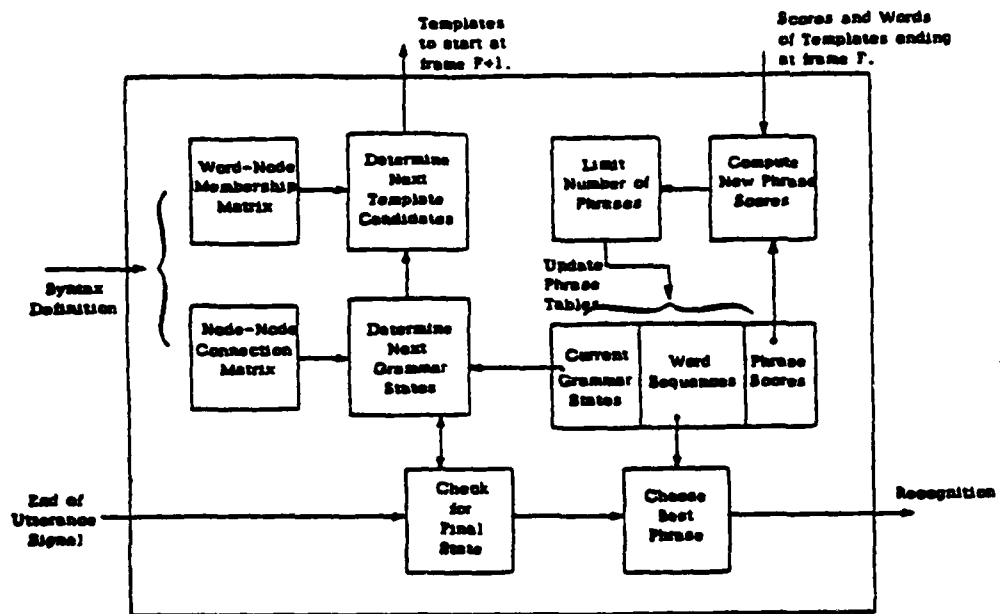 Templates
to start at
frame F+1.
Scores and Words
of Templates ending
at frame F.
Word-Node
Membership
Matrix
Determine
Next
Template
Candidates
Limit
Number of
Phrases
Compute
New Phrase
Scores
Syntax
Definition
Update
Phrase
Tables
Node-Node
Connection
Matrix
Determine
Next
Grammar
States
Current
Grammar
States
Word
Sequences
Phrase
Scores
End of
Utterance
Signal
Check
for
Final
State
Choose
Best
Phrase
Recognition